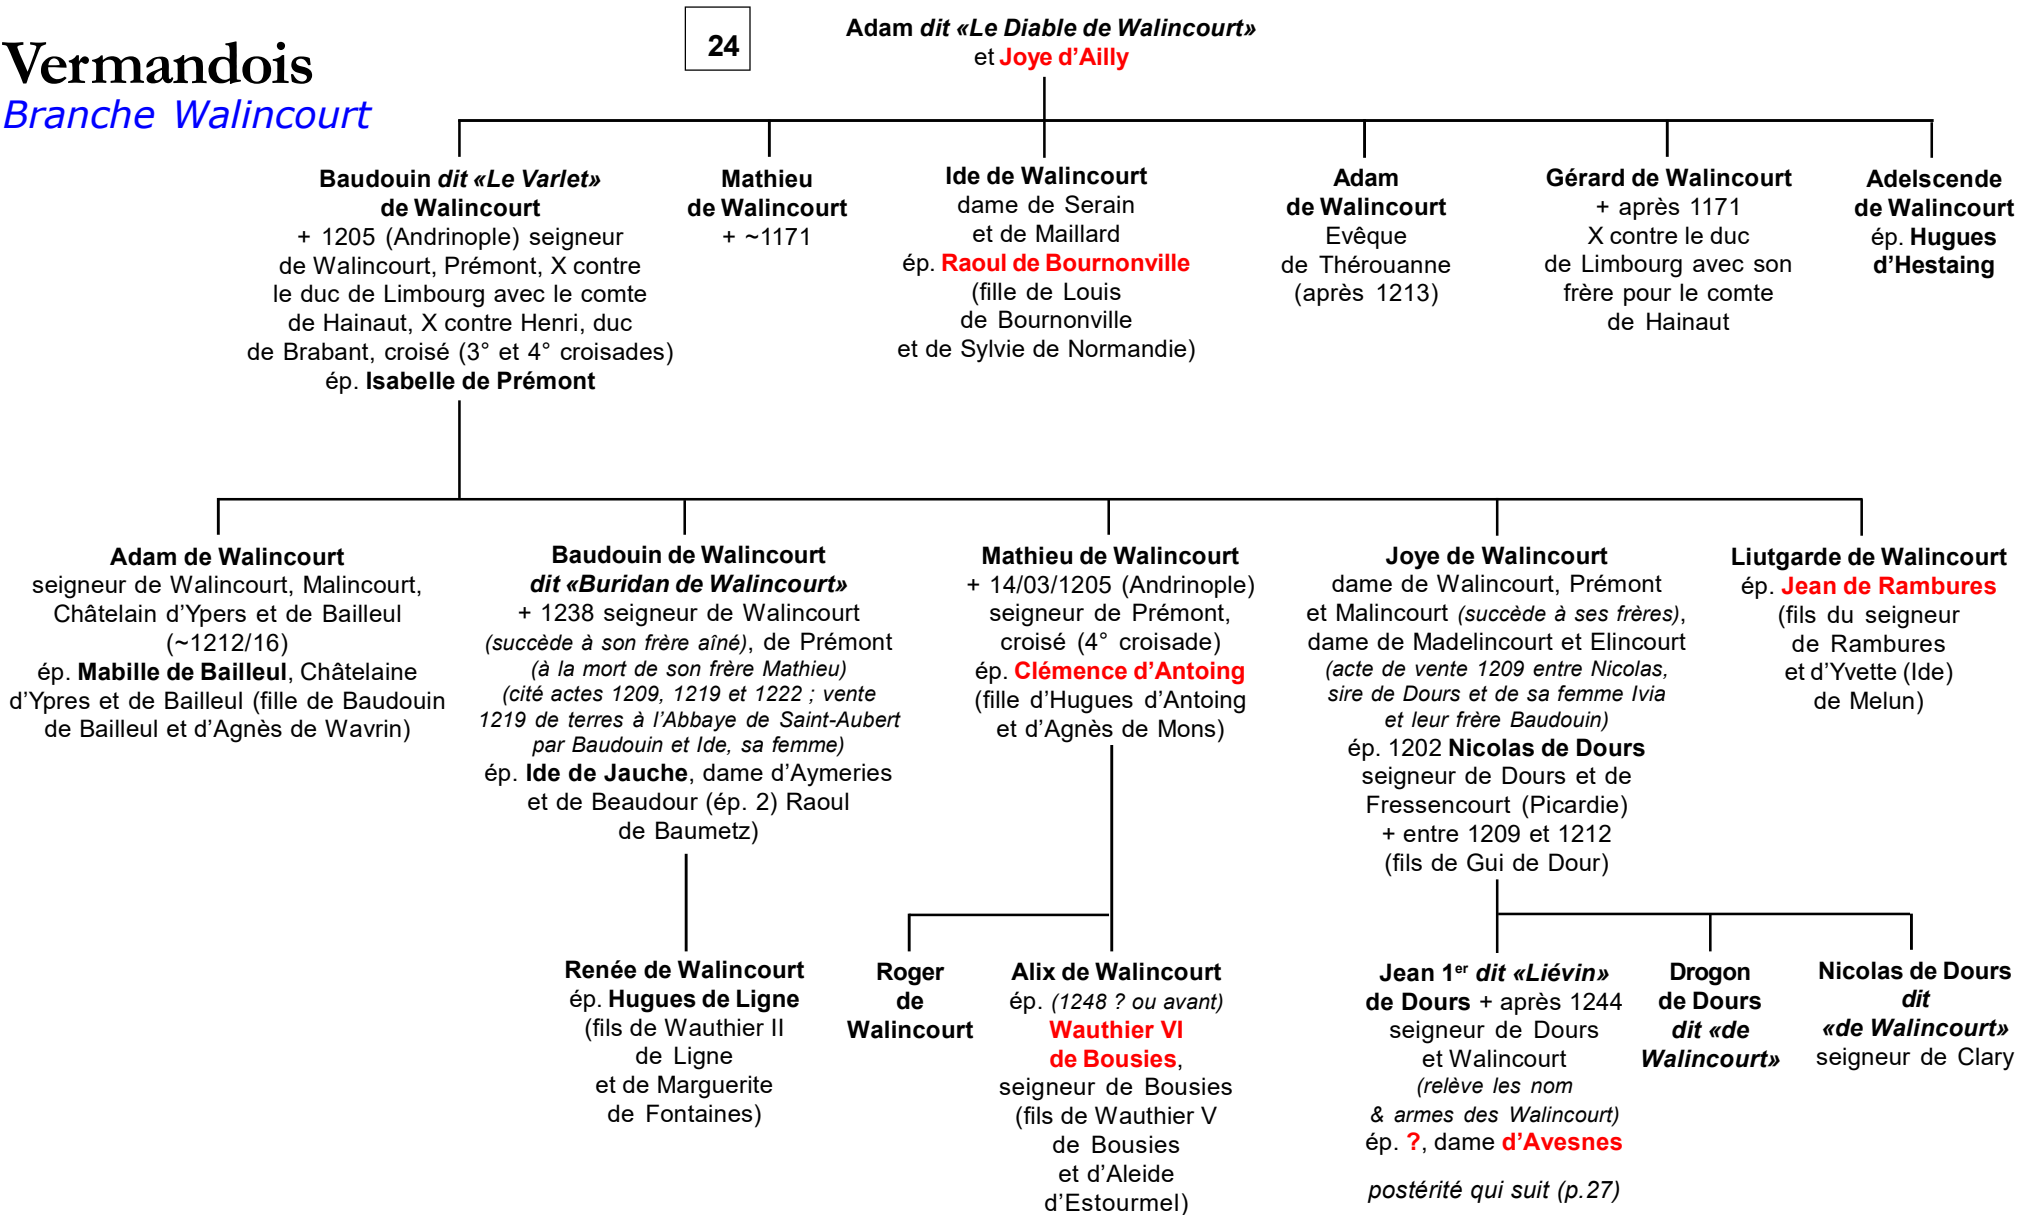 Vermandois
Branche Walincourt
24
Adam dit «Le Diable de Walincourt»
et Joye d’Ailly
Baudouin dit «Le Varlet»
de Walincourt
+ 1205 (Andrinople) seigneur
de Walincourt, Prémont, X contre
le duc de Limbourg avec le comte
de Hainaut, X contre Henri, duc
de Brabant, croisé (3° et 4° croisades)
ép. Isabelle de Prémont
Mathieu
de Walincourt
+ ~1171
Ide de Walincourt
dame de Serain
et de Maillard
ép. Raoul de Bournonville
(fille de Louis
de Bournonville
et de Sylvie de Normandie)
Adam
de Walincourt
Evêque
de Thérouanne
(après 1213)
Gérard de Walincourt
+ après 1171
X contre le duc
de Limbourg avec son
frère pour le comte
de Hainaut
Adelscende
de Walincourt
ép. Hugues
d’Hestaing
Adam de Walincourt
seigneur de Walincourt, Malincourt,
Châtelain d’Ypers et de Bailleul
(~1212/16)
ép. Mabille de Bailleul, Châtelaine
d’Ypres et de Bailleul (fille de Baudouin
de Bailleul et d’Agnès de Wavrin)
Baudouin de Walincourt
dit «Buridan de Walincourt»
+ 1238 seigneur de Walincourt
(succède à son frère aîné), de Prémont
(à la mort de son frère Mathieu)
(cité actes 1209, 1219 et 1222 ; vente
1219 de terres à l’Abbaye de Saint-Aubert
par Baudouin et Ide, sa femme)
ép. Ide de Jauche, dame d’Aymeries
et de Beaudour (ép. 2) Raoul
de Baumetz)
Mathieu de Walincourt
+ 14/03/1205 (Andrinople)
seigneur de Prémont,
croisé (4° croisade)
ép. Clémence d’Antoing
(fille d’Hugues d’Antoing
et d’Agnès de Mons)
Joye de Walincourt
dame de Walincourt, Prémont
et Malincourt (succède à ses frères),
dame de Madelincourt et Elincourt
(acte de vente 1209 entre Nicolas,
sire de Dours et de sa femme Ivia
et leur frère Baudouin)
ép. 1202 Nicolas de Dours
seigneur de Dours et de
Fressencourt (Picardie)
+ entre 1209 et 1212
(fils de Gui de Dour)
Liutgarde de Walincourt
ép. Jean de Rambures
(fils du seigneur
de Rambures
et d’Yvette (Ide)
de Melun)
Renée de Walincourt
ép. Hugues de Ligne
(fils de Wauthier II
de Ligne
et de Marguerite
de Fontaines)
Roger
de
Walincourt
Alix de Walincourt
ép. (1248 ? ou avant)
Wauthier VI
de Bousies,
seigneur de Bousies
(fils de Wauthier V
de Bousies
et d’Aleide
d’Estourmel)
Jean 1er dit «Liévin»
de Dours + après 1244
seigneur de Dours
et Walincourt
(relève les nom
& armes des Walincourt)
ép. ?, dame d’Avesnes
postérité qui suit (p.27)
Drogon
de Dours
dit «de
Walincourt»
Nicolas de Dours
dit
«de Walincourt»
seigneur de Clary